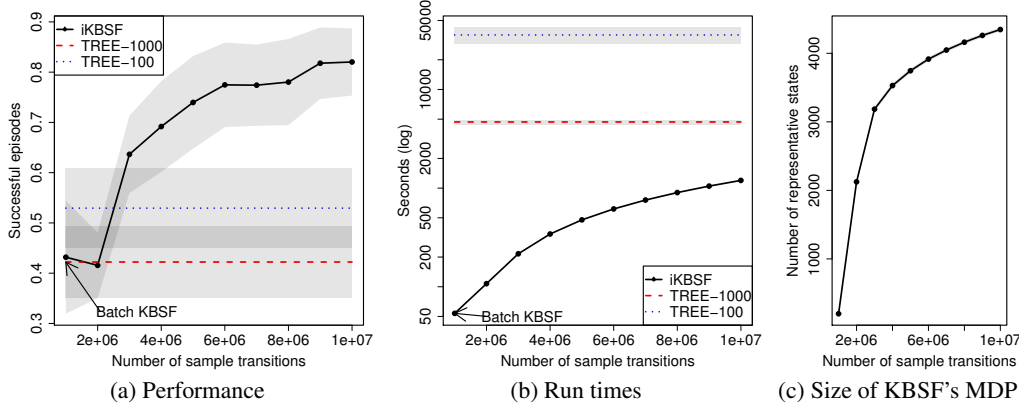 Successful episodes
0.3 0.4 0.5 0.6 0.7 0.8 0.9
iKBSF
TREE−1000
TREE−100
Batch KBSF
2e+06 4e+06 6e+06 8e+06 1e+07
Number of sample transitions
(a) Performance
Seconds (log)
50 200 500 2000 10000 50000
Batch KBSF
iKBSF
TREE−1000
TREE−100
2e+06 4e+06 6e+06 8e+06 1e+07
Number of sample transitions
(b) Run times
Number of representative states
1000 2000 3000 4000
2e+06 6e+06 1e+07
Number of sample transitions
(c) Size of KBSF's MDP